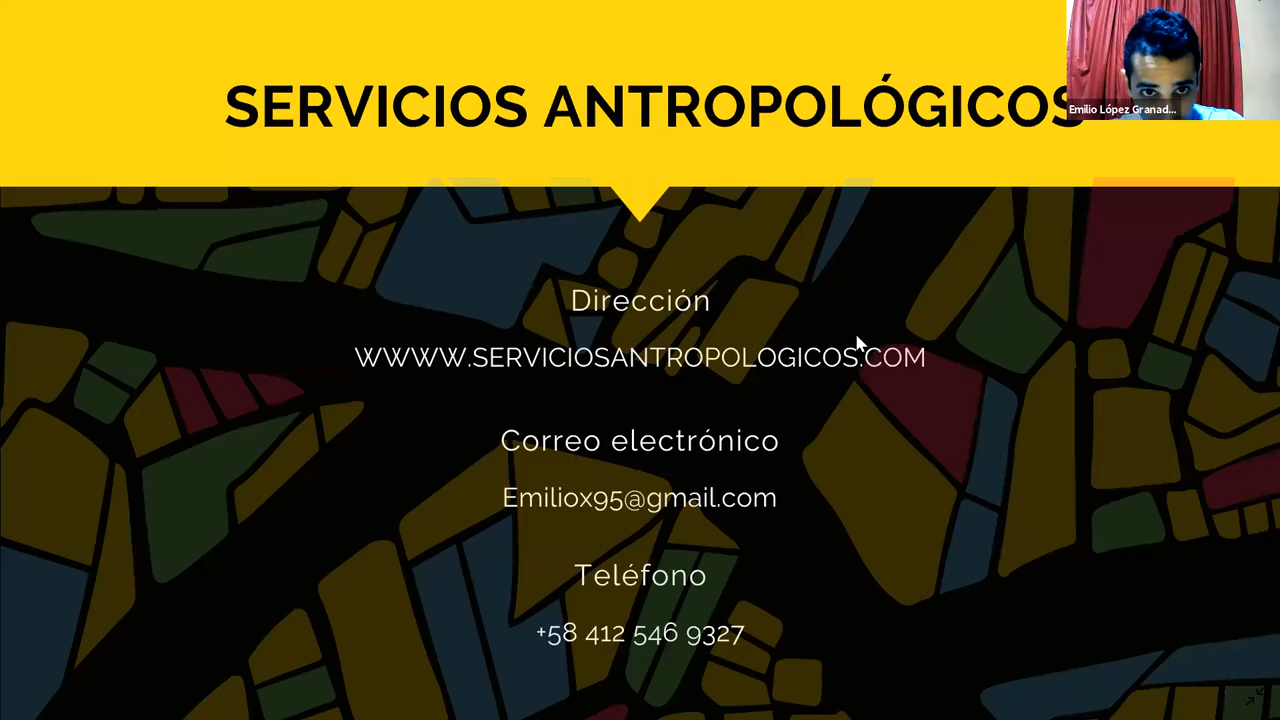 SERVICIOS ANTROPOLÓGICOS
Emilio López Granad...
Dirección
WWWW.SERVICIOSANTROPOLOGICOS.COM
Correo electrónico
Emiliox95@gmail.com
Teléfono
+58 412 546 9327